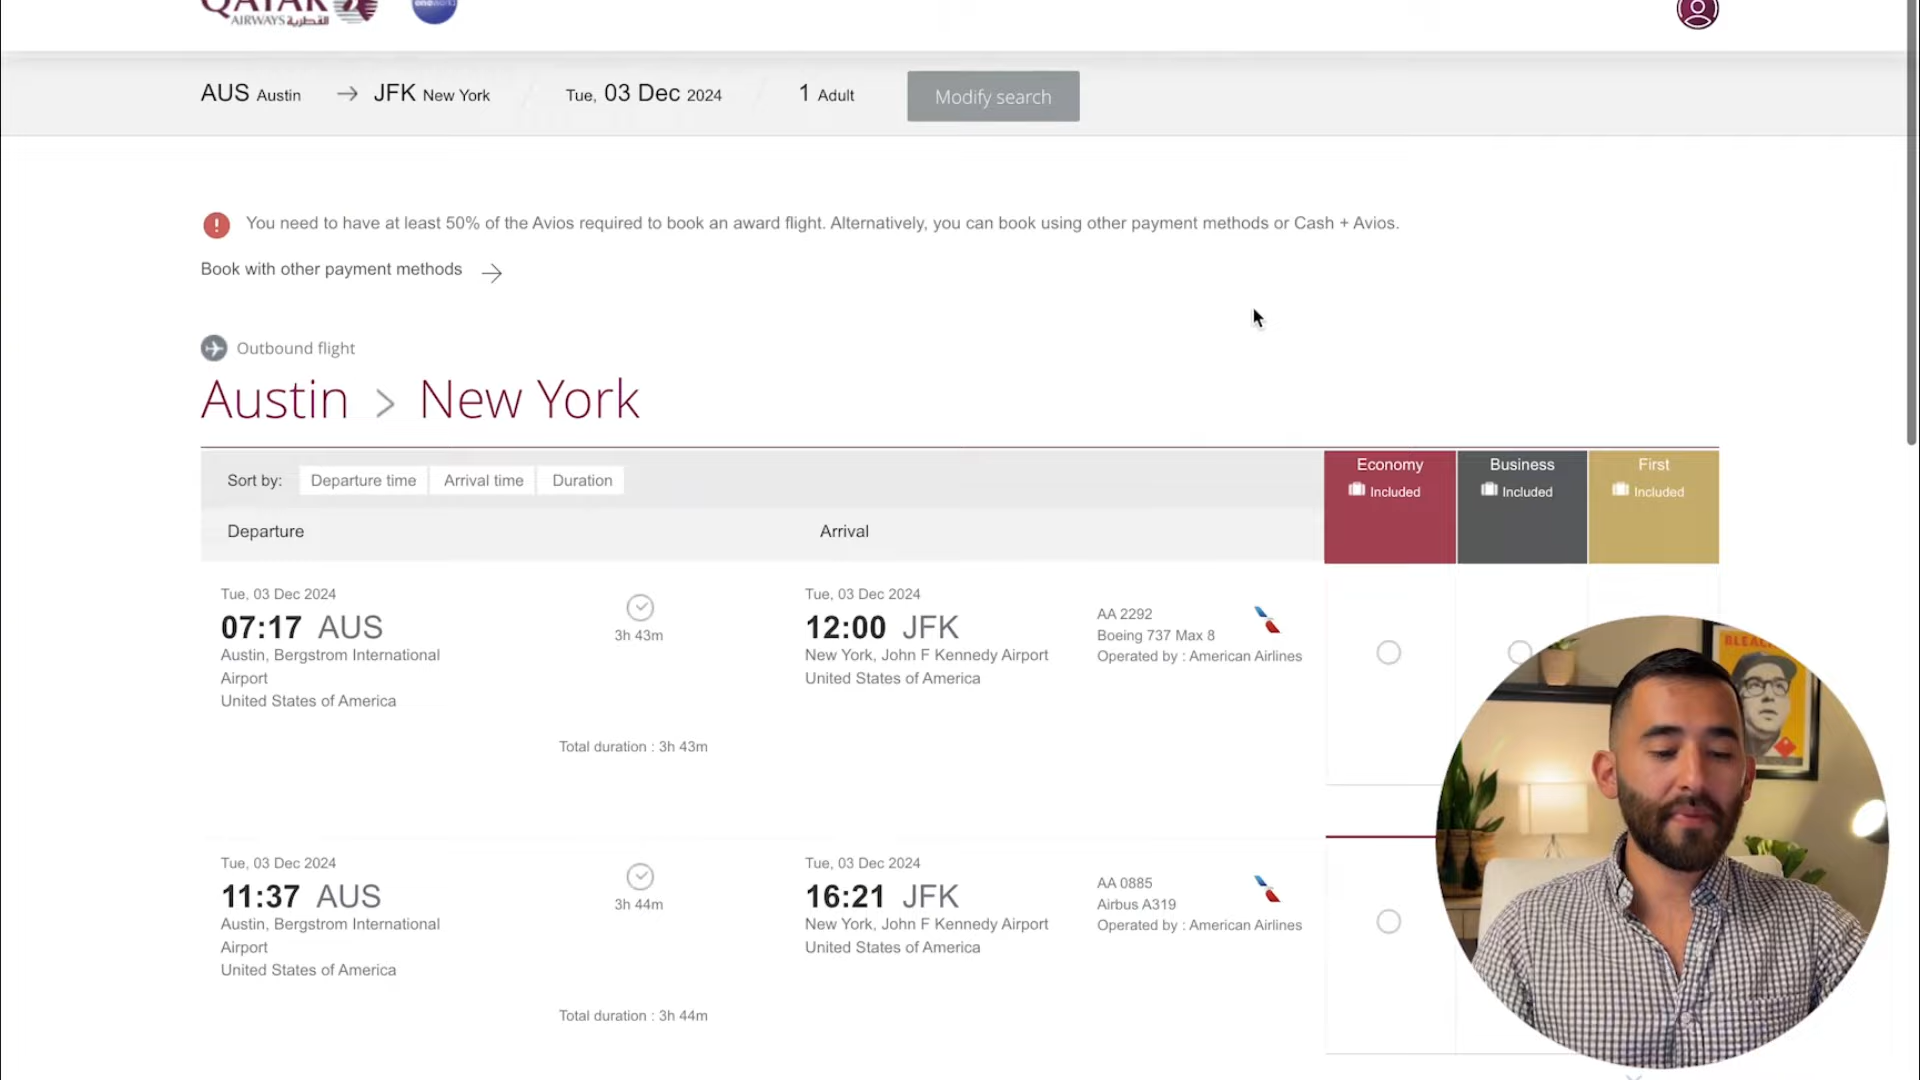 QATAR
AIRWAYS القطرية
oneworld
AUS Austin → JFK New York Tue, 03 Dec 2024 1 Adult Modify search
You need to have at least 50% of the Avios required to book an award flight. Alternatively, you can book using other payment methods or Cash + Avios.
Book with other payment methods →
Outbound flight
Austin > New York
Sort by: Departure time Arrival time Duration
Economy Business First
Included Included Included
Departure Arrival
Tue, 03 Dec 2024
07:17 AUS
Austin, Bergstrom International
Airport
United States of America
3h 43m
Tue, 03 Dec 2024
12:00 JFK
New York, John F Kennedy Airport
United States of America
AA 2292
Boeing 737 Max 8
Operated by : American Airlines
Total duration : 3h 43m
Tue, 03 Dec 2024
11:37 AUS
Austin, Bergstrom International
Airport
United States of America
3h 44m
Tue, 03 Dec 2024
16:21 JFK
New York, John F Kennedy Airport
United States of America
AA 0885
Airbus A319
Operated by : American Airlines
Total duration : 3h 44m